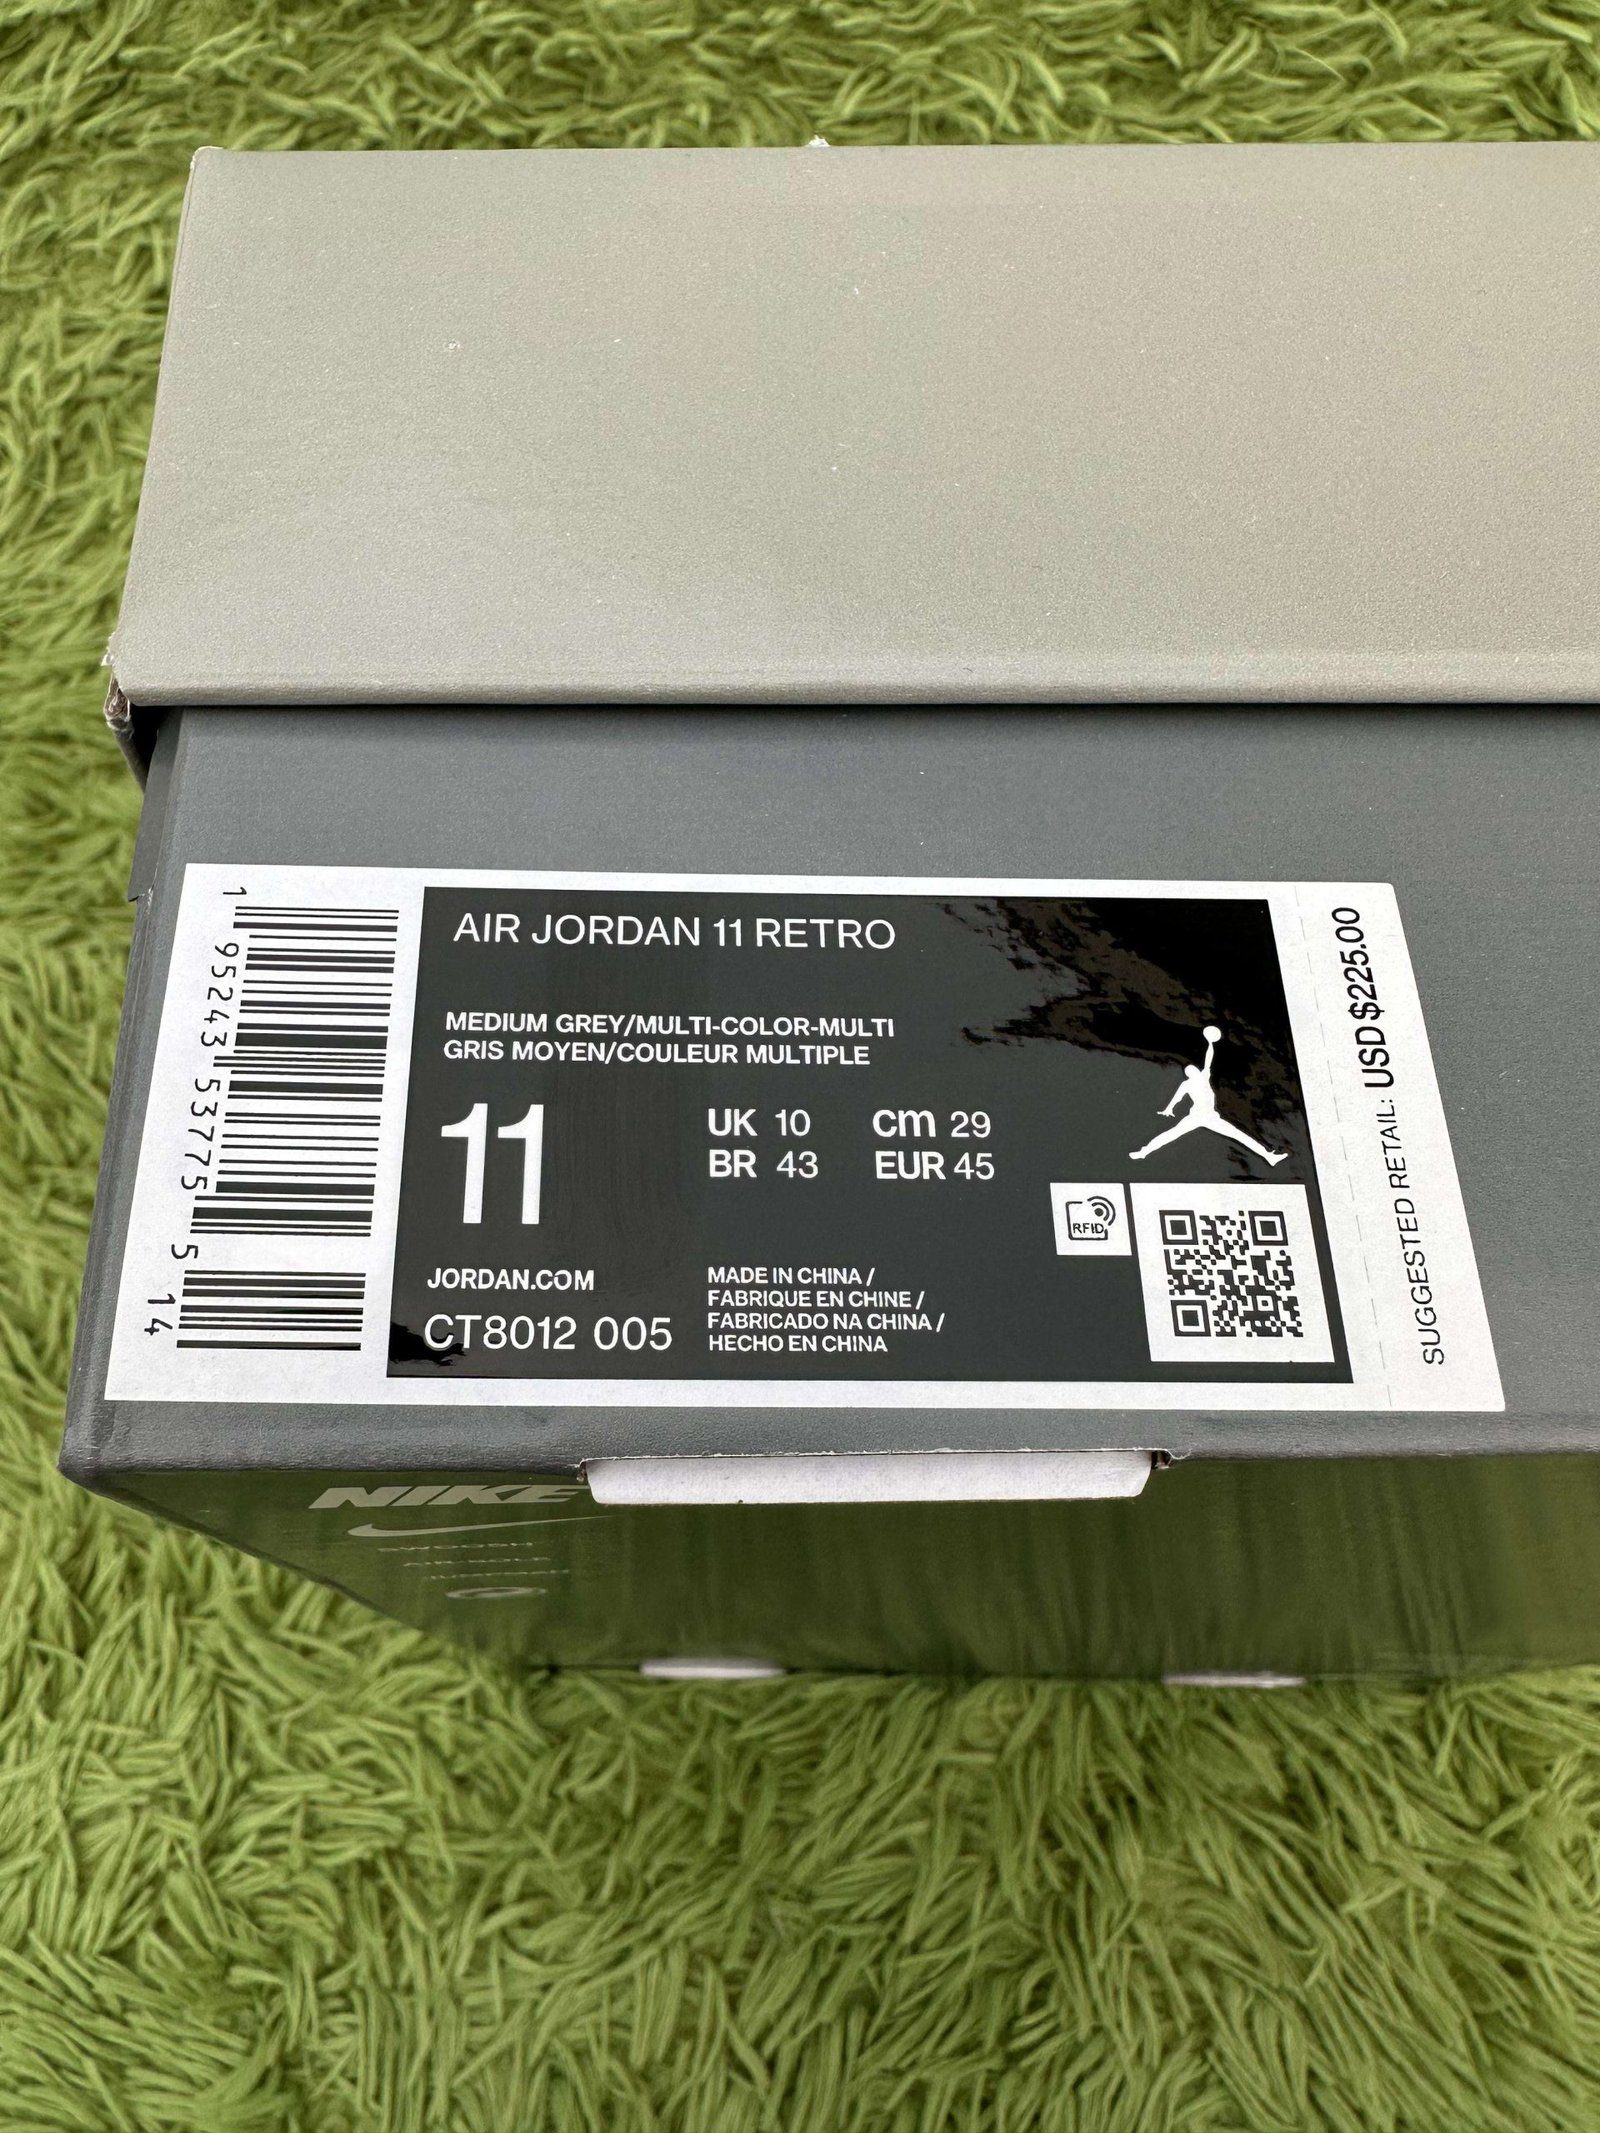 1 95243 53775 5 14
AIR JORDAN 11 RETRO
MEDIUM GREY/MULTI-COLOR-MULTI
GRIS MOYEN/COULEUR MULTIPLE
11
UK 10 cm 29
BR 43 EUR 45
RFID
JORDAN.COM
CT8012 005
MADE IN CHINA /
FABRIQUE EN CHINE /
FABRICADO NA CHINA /
HECHO EN CHINA
SUGGESTED RETAIL: USD $225.00
NIKE